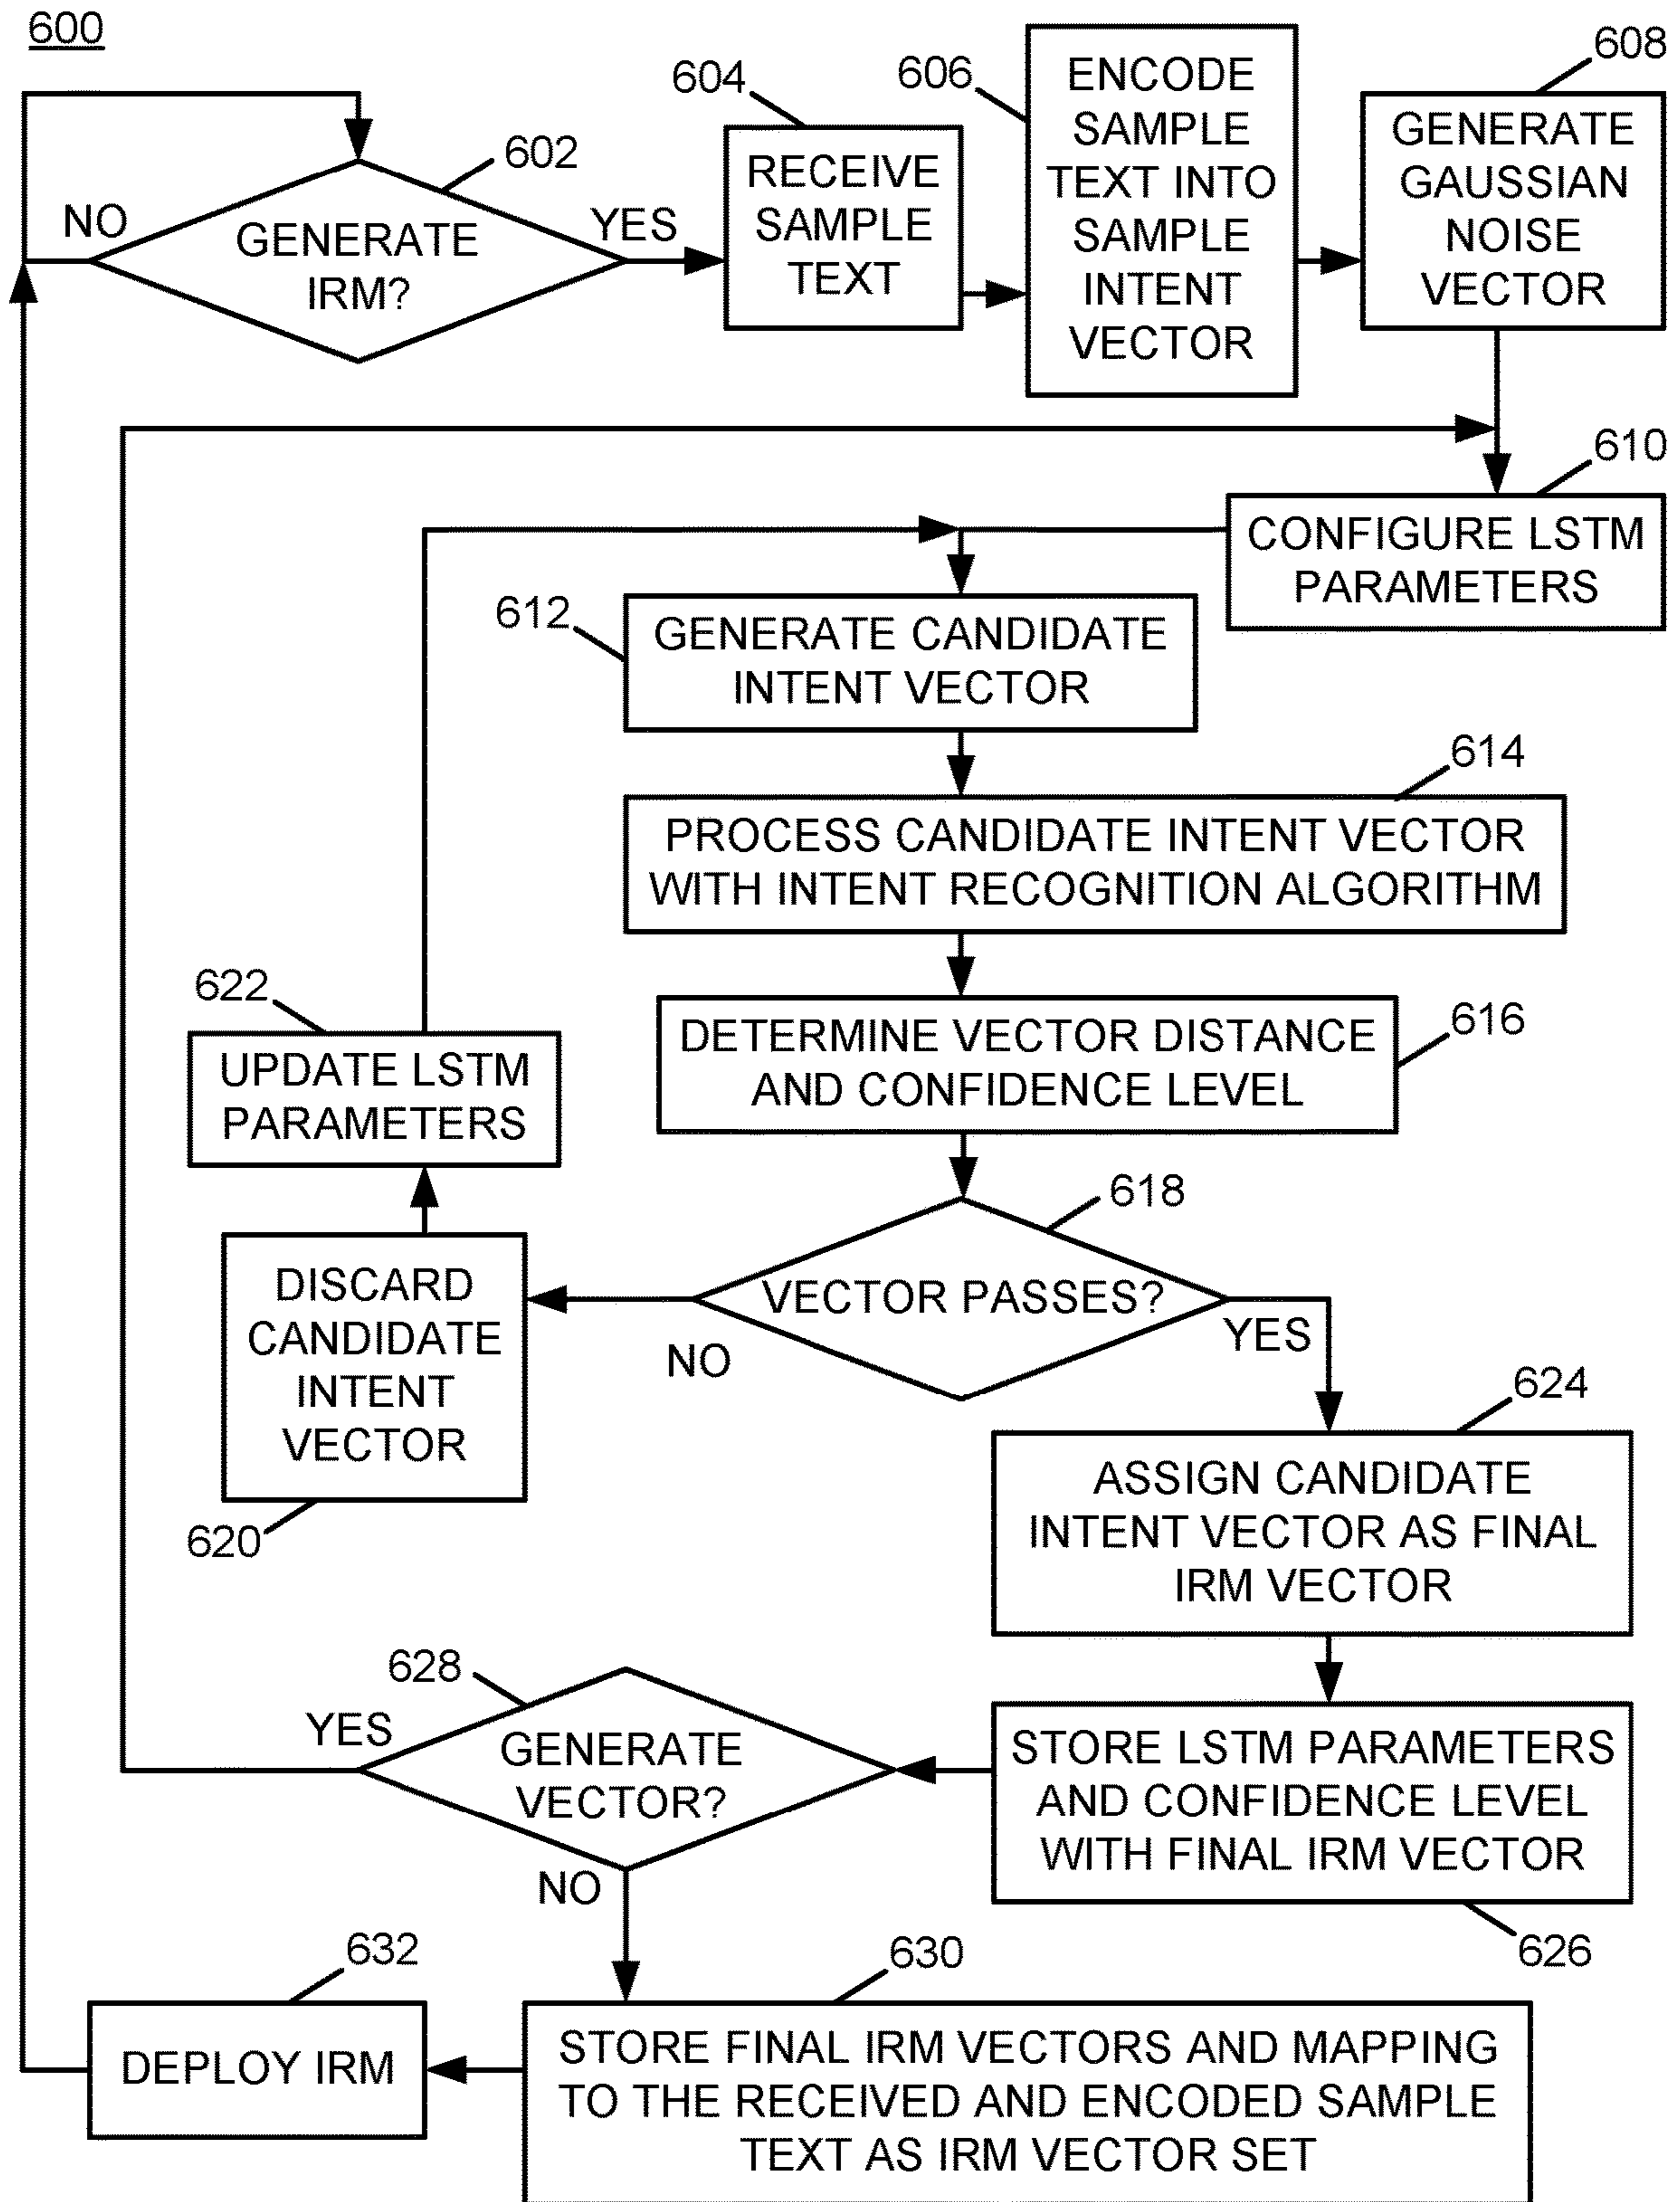 600
602
GENERATE
IRM?
NO
YES
604
RECEIVE
SAMPLE
TEXT
606
ENCODE
SAMPLE
TEXT INTO
SAMPLE
INTENT
VECTOR
608
GENERATE
GAUSSIAN
NOISE
VECTOR
610
CONFIGURE LSTM
PARAMETERS
612
GENERATE CANDIDATE
INTENT VECTOR
614
PROCESS CANDIDATE INTENT VECTOR
WITH INTENT RECOGNITION ALGORITHM
616
DETERMINE VECTOR DISTANCE
AND CONFIDENCE LEVEL
618
VECTOR PASSES?
NO
YES
620
DISCARD
CANDIDATE
INTENT
VECTOR
622
UPDATE LSTM
PARAMETERS
624
ASSIGN CANDIDATE
INTENT VECTOR AS FINAL
IRM VECTOR
626
STORE LSTM PARAMETERS
AND CONFIDENCE LEVEL
WITH FINAL IRM VECTOR
628
GENERATE
VECTOR?
YES
NO
630
STORE FINAL IRM VECTORS AND MAPPING
TO THE RECEIVED AND ENCODED SAMPLE
TEXT AS IRM VECTOR SET
632
DEPLOY IRM